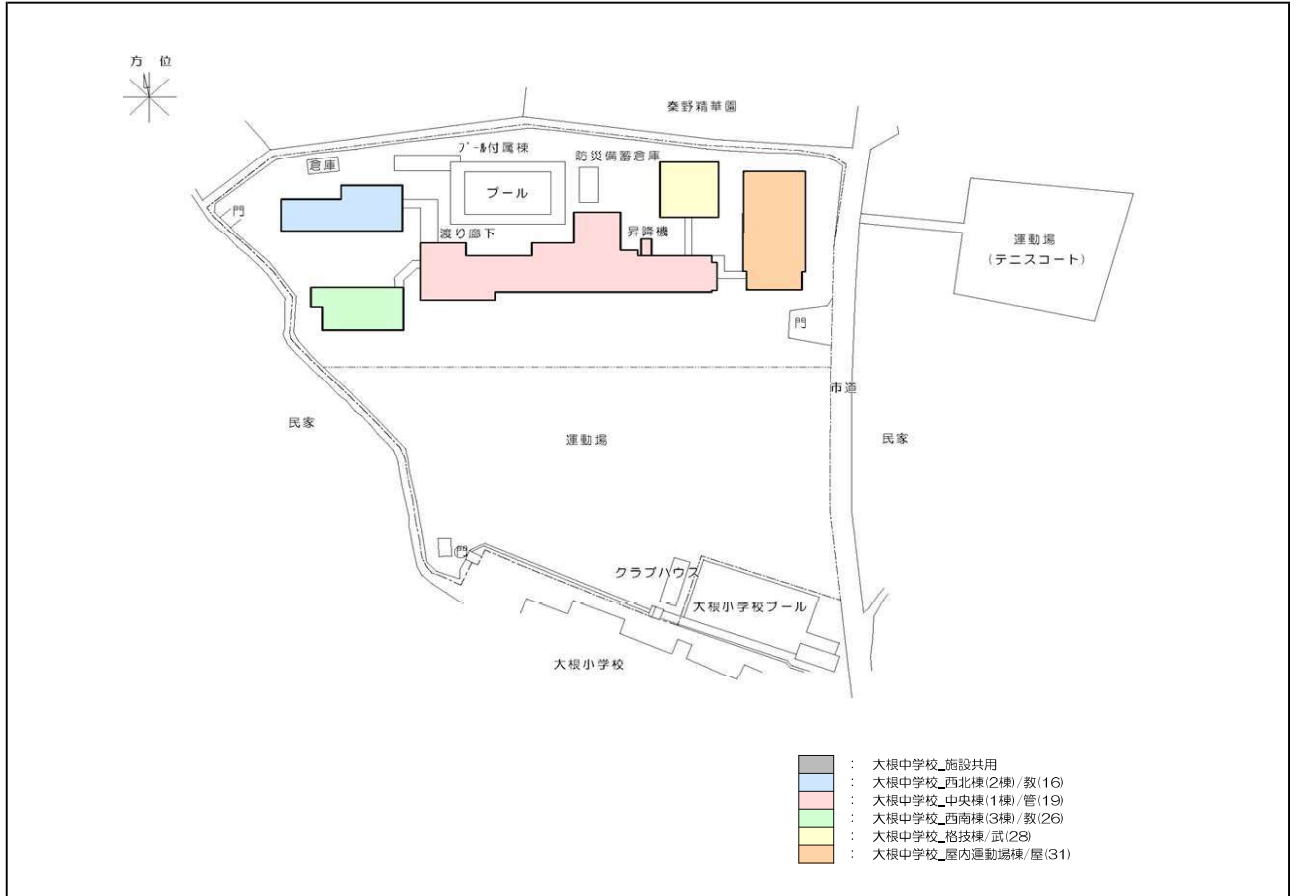 方 位
秦野精華園
プール付属棟
防災備蓄倉庫
倉庫
プール
門
渡り廊下
昇降機
運動場
(テニスコート)
門
市道
民家
運動場
民家
門
クラブハウス
大根小学校プール
大根小学校
: 大根中学校_施設共用
: 大根中学校_西北棟(2棟)/教(16)
: 大根中学校_中央棟(1棟)/管(19)
: 大根中学校_西南棟(3棟)/教(26)
: 大根中学校_格技棟/武(28)
: 大根中学校_屋内運動場棟/屋(31)